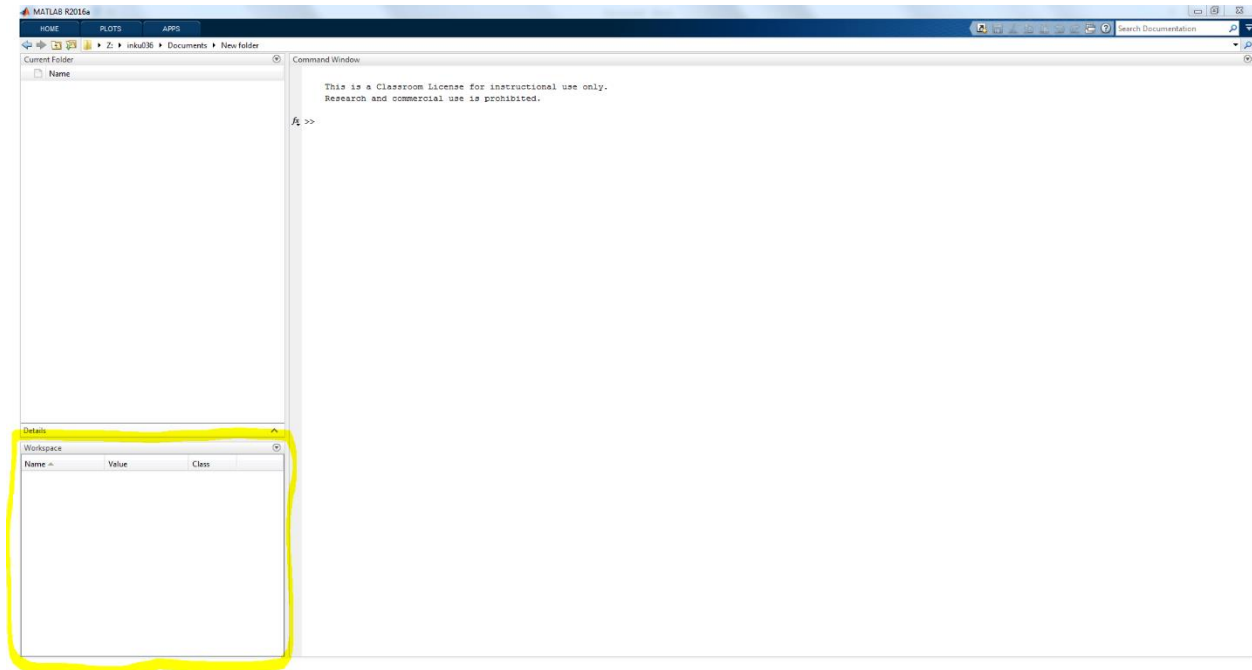 MATLAB R2016a
HOME PLOTS APPS
Search Documentation
Z: inku036 Documents New folder
Current Folder
Name
Command Window
This is a Classroom License for instructional use only.
Research and commercial use is prohibited.
fx >>
Details
Workspace
Name Value Class